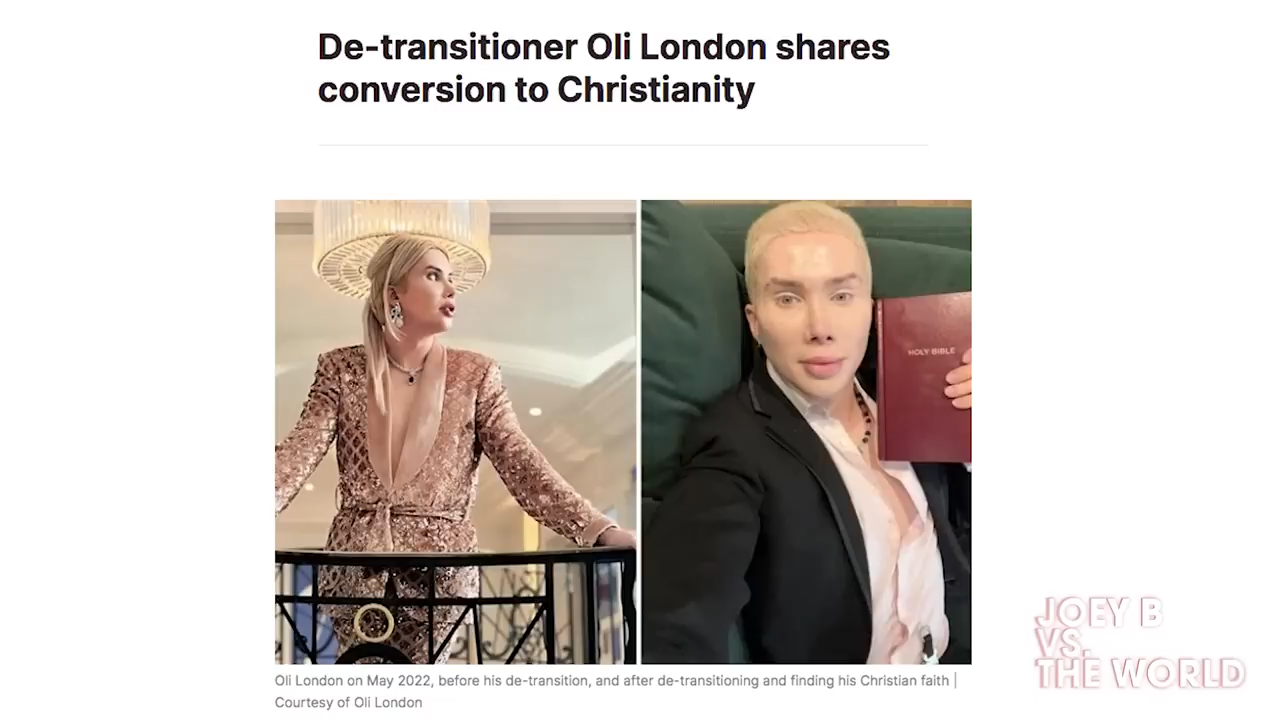 De-transitioner Oli London shares
conversion to Christianity
HOLY BIBLE
Oli London on May 2022, before his de-transition, and after de-transitioning and finding his Christian faith |
Courtesy of Oli London
JOEY B
VS.
THE WORLD